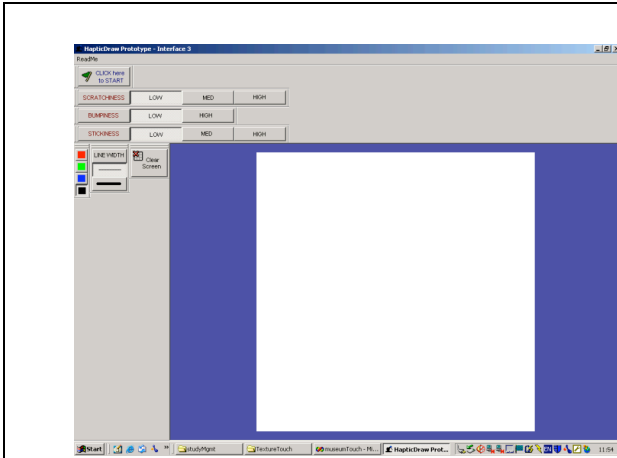 HapticDraw Prototype - Interface 3
ReadMe
CLICK here
to START
SCRATCHINESS LOW MED HIGH
BUMPINESS LOW HIGH
STICKINESS LOW MED HIGH
LINE WIDTH
Clear
Screen
Start » studyMgmt TextureTouch museumTouch - Mi... HapticDraw Prot... EN 11:54